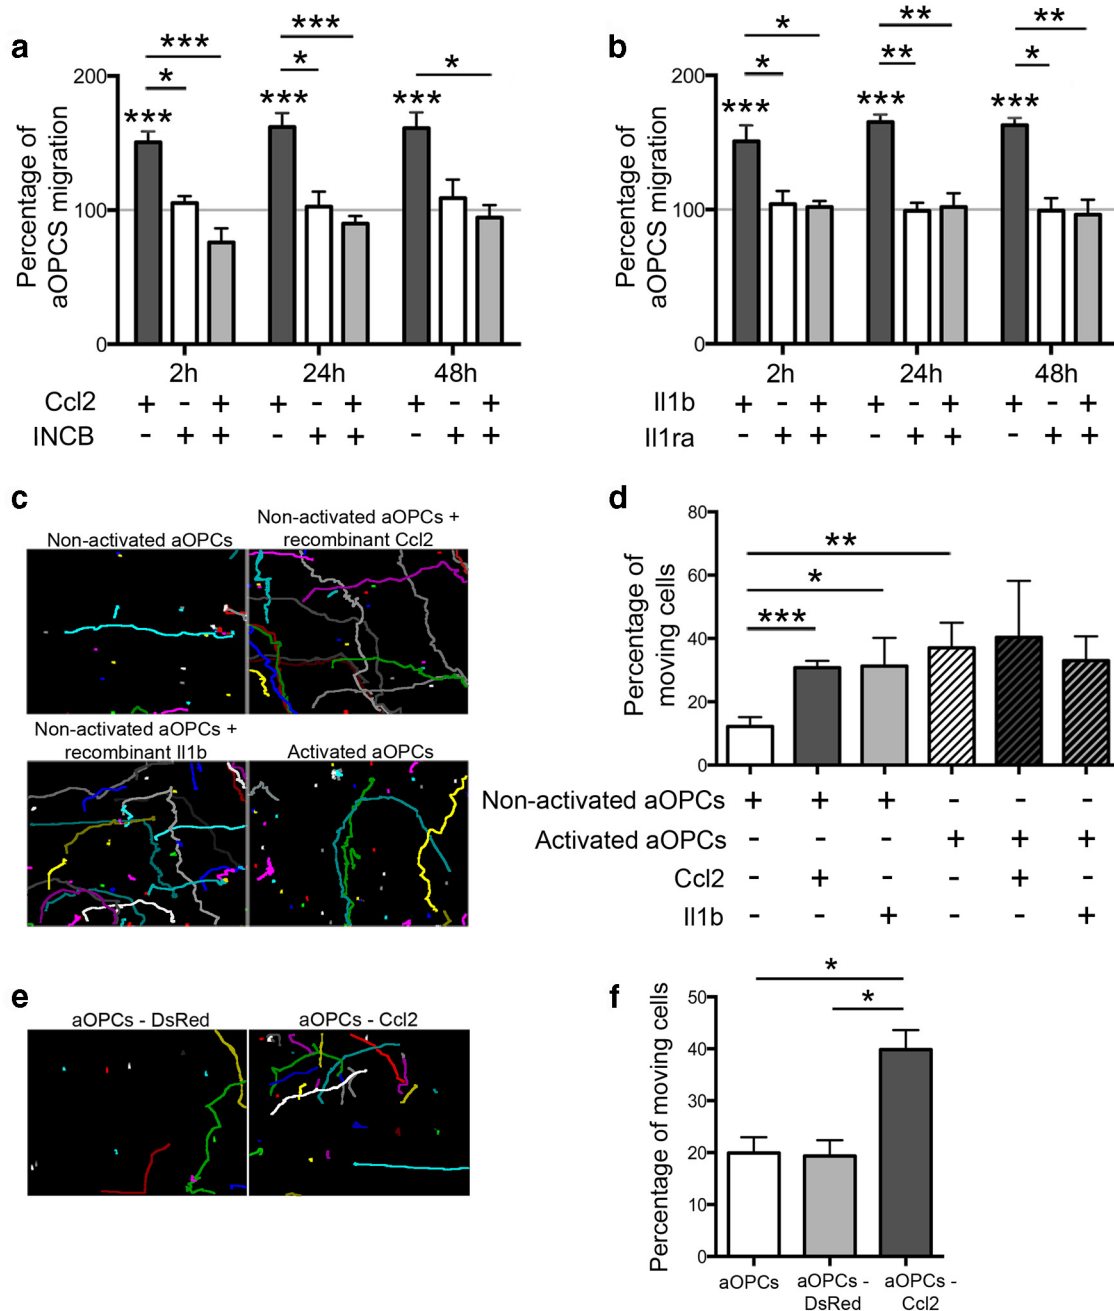 a
Percentage of
aOPCS migration
200
100
0
***
*
***
***
*
***
***
*
2h
24h
48h
Ccl2 + - + + - + + - +
INCB - + + - + + - + +
b
Percentage of
aOPCS migration
200
100
0
*
*
***
**
**
***
**
*
***
2h
24h
48h
Il1b + - + + - + + - +
Il1ra - + + - + + - + +
c
Non-activated aOPCs
Non-activated aOPCs +
recombinant Ccl2
Non-activated aOPCs +
recombinant Il1b
Activated aOPCs
d
Percentage of
moving cells
80
60
40
20
0
**
*
***
Non-activated aOPCs + + + - - -
Activated aOPCs - - - + + +
Ccl2 - + - - + -
Il1b - - + - - +
e
aOPCs - DsRed
aOPCs - Ccl2
f
Percentage of moving cells
50
40
30
20
10
0
*
*
aOPCs
aOPCs -
DsRed
aOPCs -
Ccl2